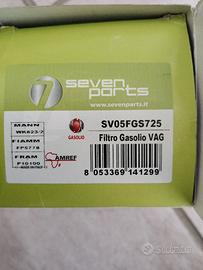 seven
parts
www.sevenparts.it
MANN
WK823/2
FIAMM
FP5778
FRAM
P10100
GASOLIO
AMREF
SV05FGS725
Filtro Gasolio VAG
8 053369 141299
subito